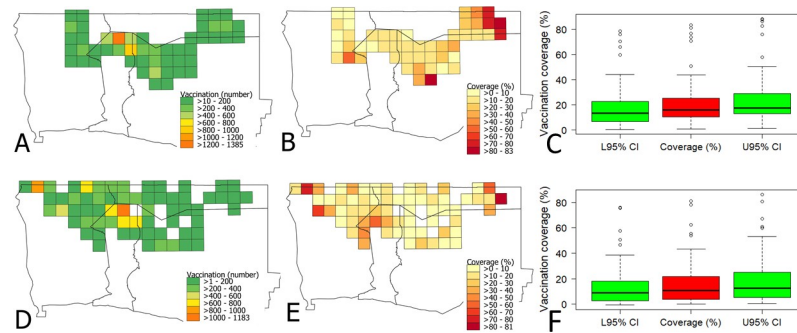 A
Vaccination (number)
>10 - 200
>200 - 400
>400 - 600
>600 - 800
>800 - 1000
>1000 - 1200
>1200 - 1385
B
Coverage (%)
>0 - 10
>10 - 20
>20 - 30
>30 - 40
>40 - 50
>50 - 60
>60 - 70
>70 - 80
>80 - 83
C
Vaccination coverage (%)
80
60
40
20
0
L95% CI Coverage (%) U95% CI
D
Vaccination (number)
>1 - 200
>200 - 400
>400 - 600
>600 - 800
>800 - 1000
>1000 - 1183
E
Coverage (%)
>0 - 10
>10 - 20
>20 - 30
>30 - 40
>40 - 50
>50 - 60
>60 - 70
>70 - 80
>80 - 81
F
Vaccination coverage (%)
80
60
40
20
0
L95% CI Coverage (%) U95% CI